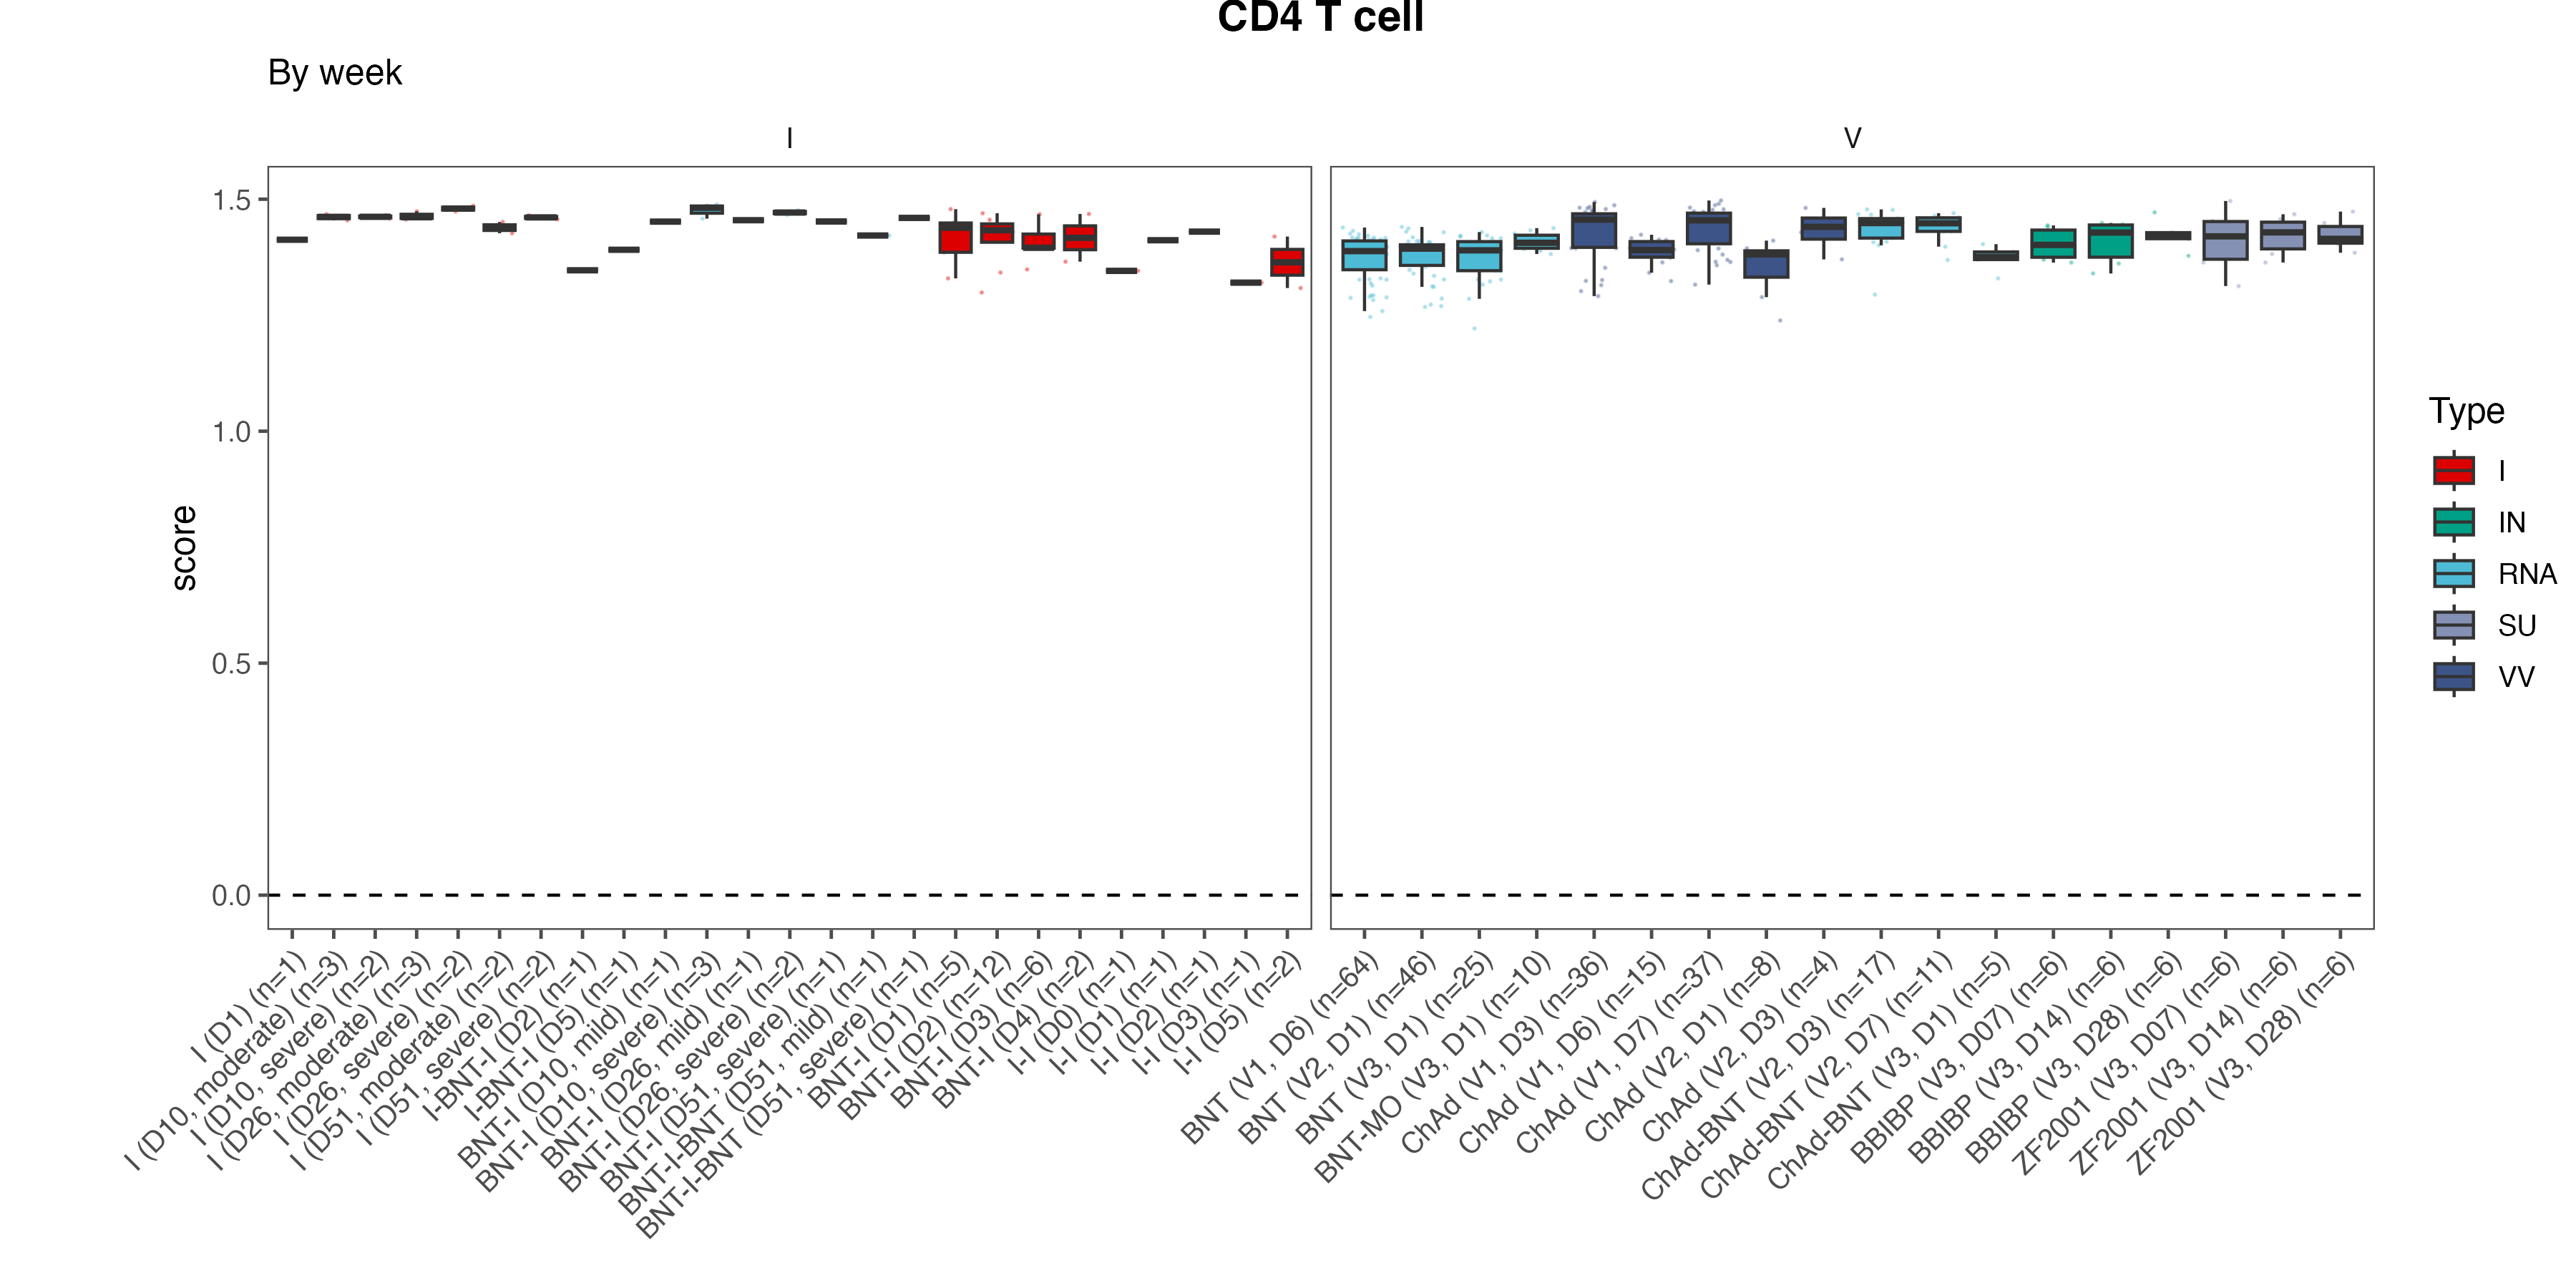 CD4 T cell
By week
I
V
score
1.5
1.0
0.5
0.0
I (D1) (n=1)
I (D10, moderate) (n=3)
I (D10, severe) (n=2)
I (D26, moderate) (n=3)
I (D26, severe) (n=2)
I (D51, moderate) (n=2)
I (D51, severe) (n=2)
I-BNT-I (D2) (n=1)
I-BNT-I (D5) (n=1)
BNT-I (D10, mild) (n=1)
BNT-I (D10, severe) (n=3)
BNT-I (D26, mild) (n=1)
BNT-I (D26, severe) (n=2)
BNT-I (D51, severe) (n=1)
BNT-I-BNT (D51, mild) (n=1)
BNT-I-BNT (D51, severe) (n=1)
BNT-I (D1) (n=5)
BNT-I (D2) (n=12)
BNT-I (D3) (n=6)
BNT-I (D4) (n=2)
I-I (D0) (n=1)
I-I (D1) (n=1)
I-I (D2) (n=1)
I-I (D3) (n=1)
I-I (D5) (n=2)
BNT (V1, D6) (n=64)
BNT (V2, D1) (n=46)
BNT (V3, D1) (n=25)
BNT-MO (V3, D1) (n=10)
ChAd (V1, D3) (n=36)
ChAd (V1, D6) (n=15)
ChAd (V1, D7) (n=37)
ChAd (V2, D1) (n=8)
ChAd (V2, D3) (n=4)
ChAd-BNT (V2, D3) (n=17)
ChAd-BNT (V2, D7) (n=11)
ChAd-BNT (V3, D1) (n=5)
BBIBP (V3, D07) (n=6)
BBIBP (V3, D14) (n=6)
BBIBP (V3, D28) (n=6)
ZF2001 (V3, D07) (n=6)
ZF2001 (V3, D14) (n=6)
ZF2001 (V3, D28) (n=6)
Type
I
IN
RNA
SU
VV